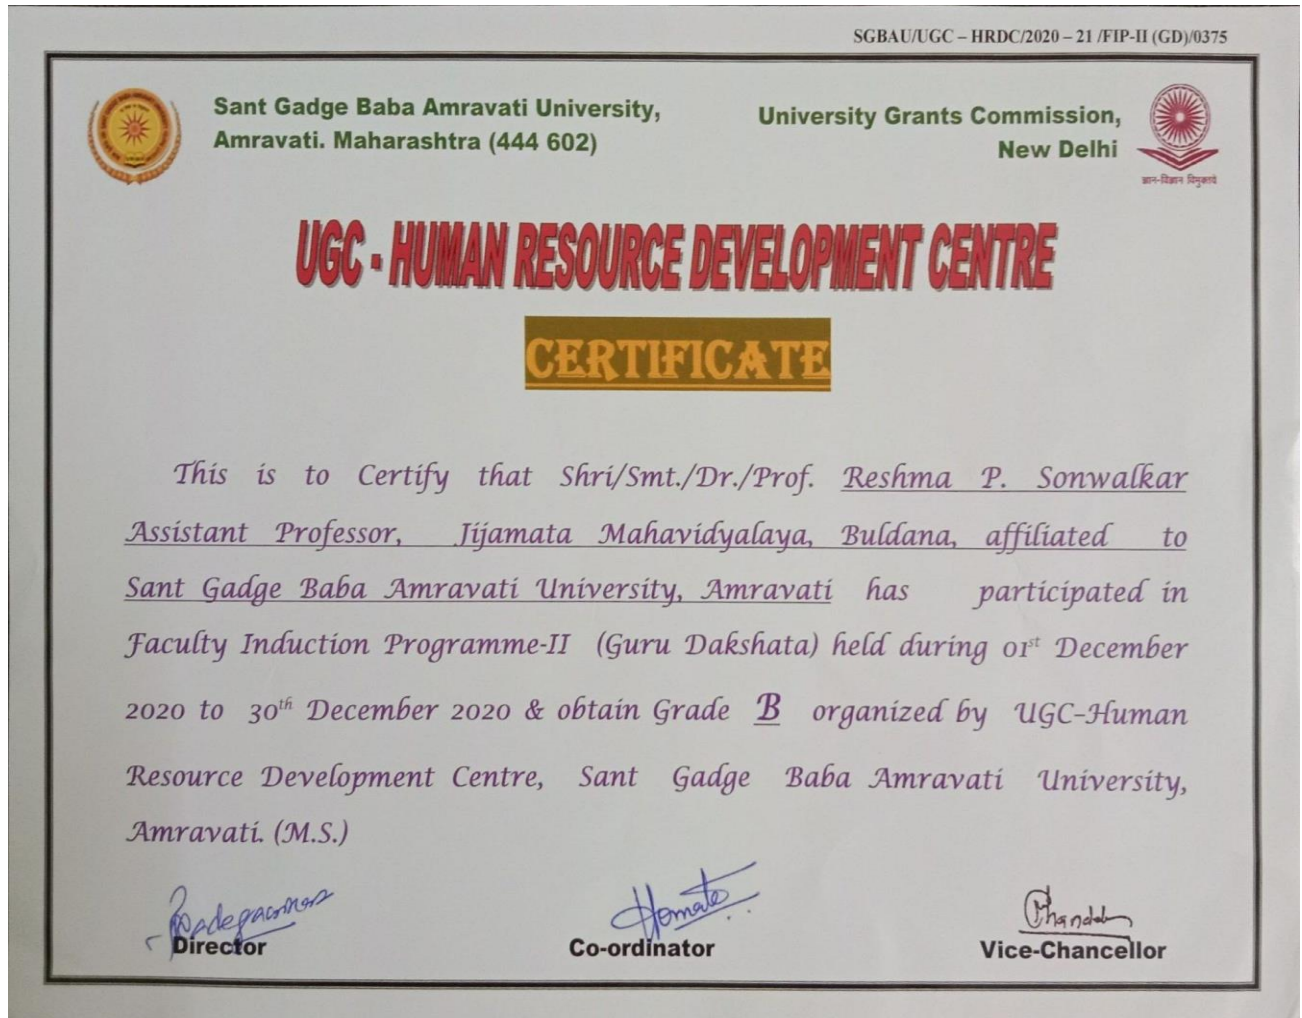 SGBAU/UGC – HRDC/2020 – 21 /FIP-II (GD)/0375
Sant Gadge Baba Amravati University,
Amravati. Maharashtra (444 602)
University Grants Commission,
New Delhi
ज्ञान-विज्ञान विमुक्तये
UGC - HUMAN RESOURCE DEVELOPMENT CENTRE
CERTIFICATE
This is to Certify that Shri/Smt./Dr./Prof. Reshma P. Sonwalkar
Assistant Professor, Jijamata Mahavidyalaya, Buldana, affiliated to
Sant Gadge Baba Amravati University, Amravati has participated in
Faculty Induction Programme-II (Guru Dakshata) held during 01st December
2020 to 30th December 2020 & obtain Grade B organized by UGC–Human
Resource Development Centre, Sant Gadge Baba Amravati University,
Amravati. (M.S.)
Director
Co-ordinator
Vice-Chancellor